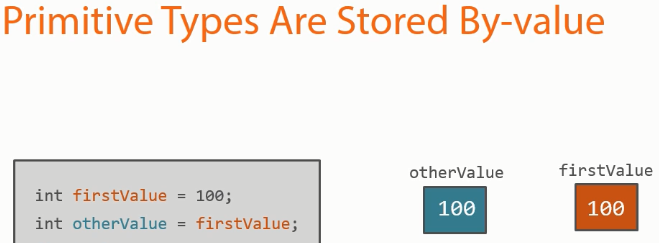 Primitive Types Are Stored By-value
int firstValue = 100;
int otherValue = firstValue;
otherValue firstValue
100 100